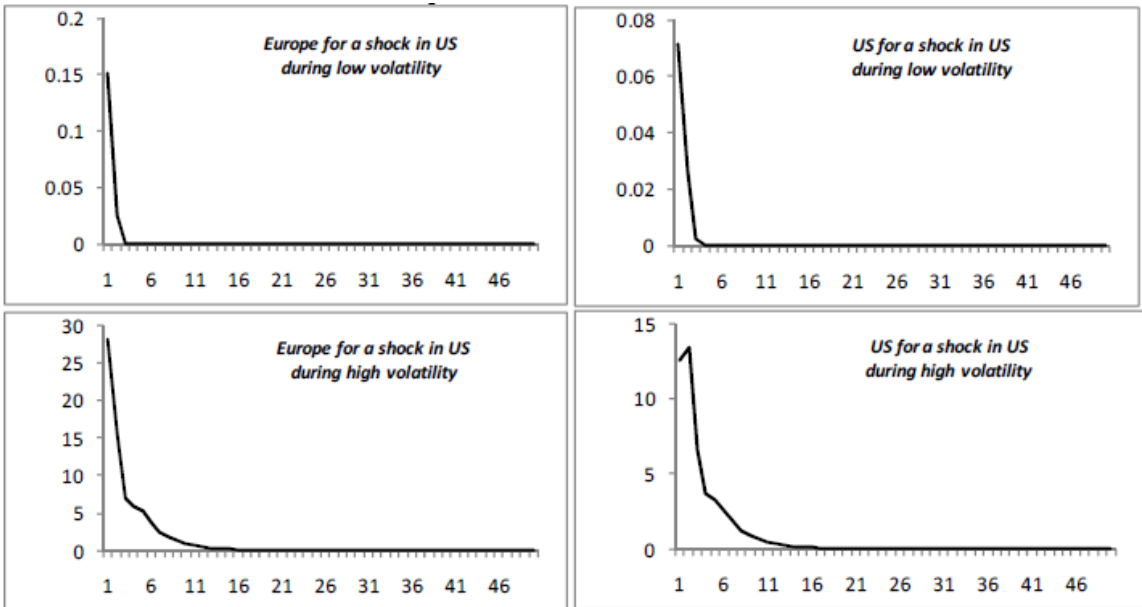 Europe for a shock in US
during low volatility
0.2
0.15
0.1
0.05
0
1 6 11 16 21 26 31 36 41 46
US for a shock in US
during low volatility
0.08
0.06
0.04
0.02
0
1 6 11 16 21 26 31 36 41 46
Europe for a shock in US
during high volatility
30
25
20
15
10
5
0
1 6 11 16 21 26 31 36 41 46
US for a shock in US
during high volatility
15
10
5
0
1 6 11 16 21 26 31 36 41 46